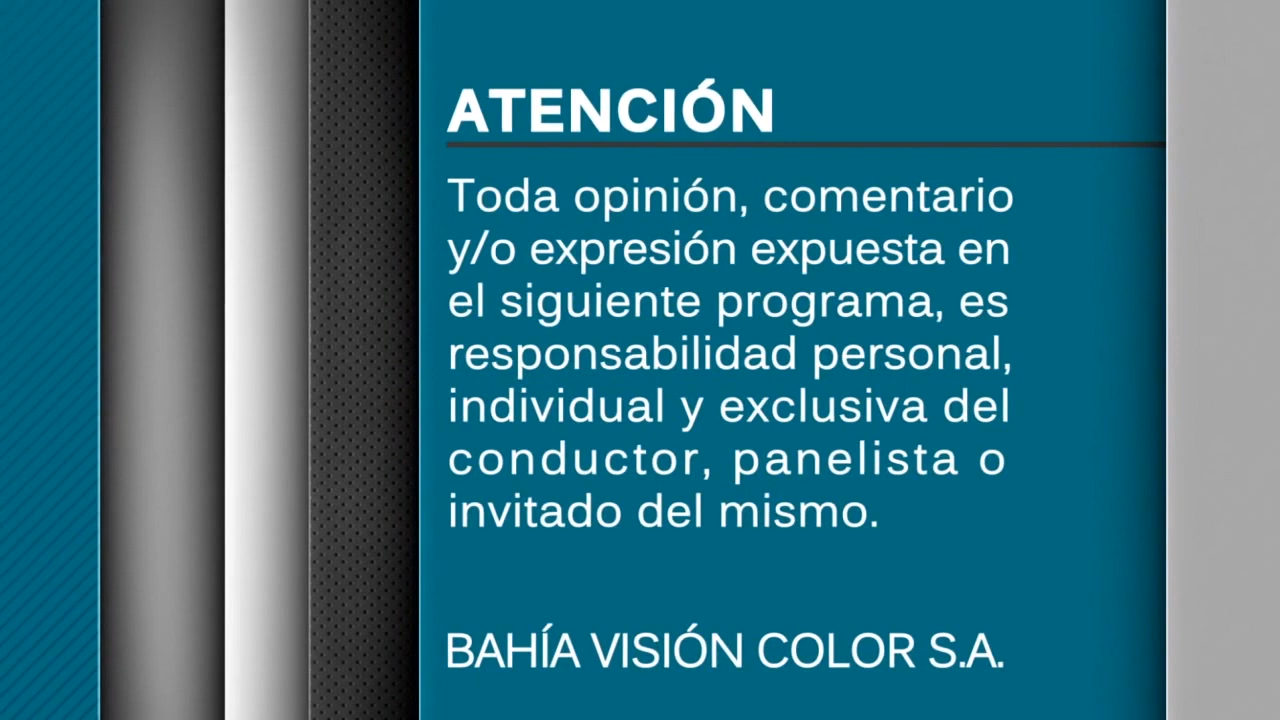 ATENCIÓN
Toda opinión, comentario
y/o expresión expuesta en
el siguiente programa, es
responsabilidad personal,
individual y exclusiva del
conductor, panelista o
invitado del mismo.
BAHÍA VISIÓN COLOR S.A.